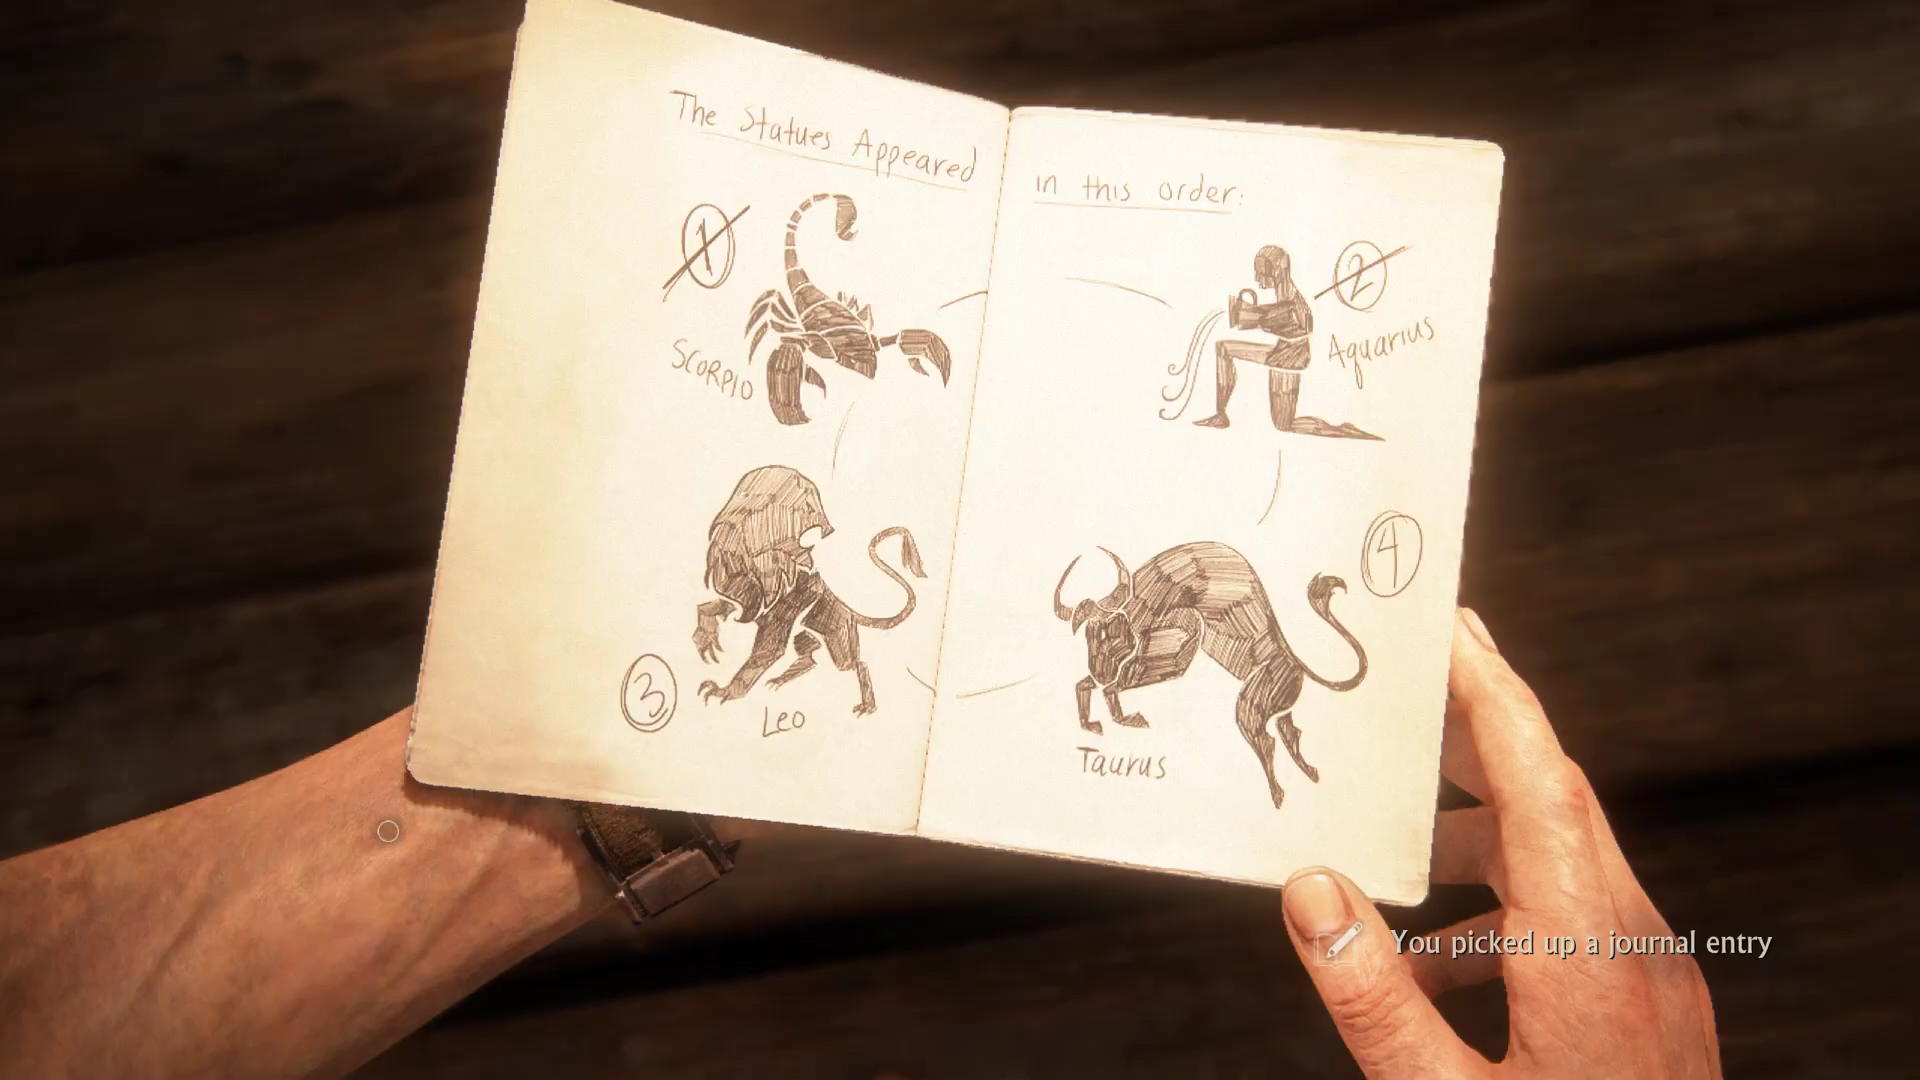 The Statues Appeared
in this order:
1
SCORPIO
2
Aquarius
3
Leo
4
Taurus
You picked up a journal entry